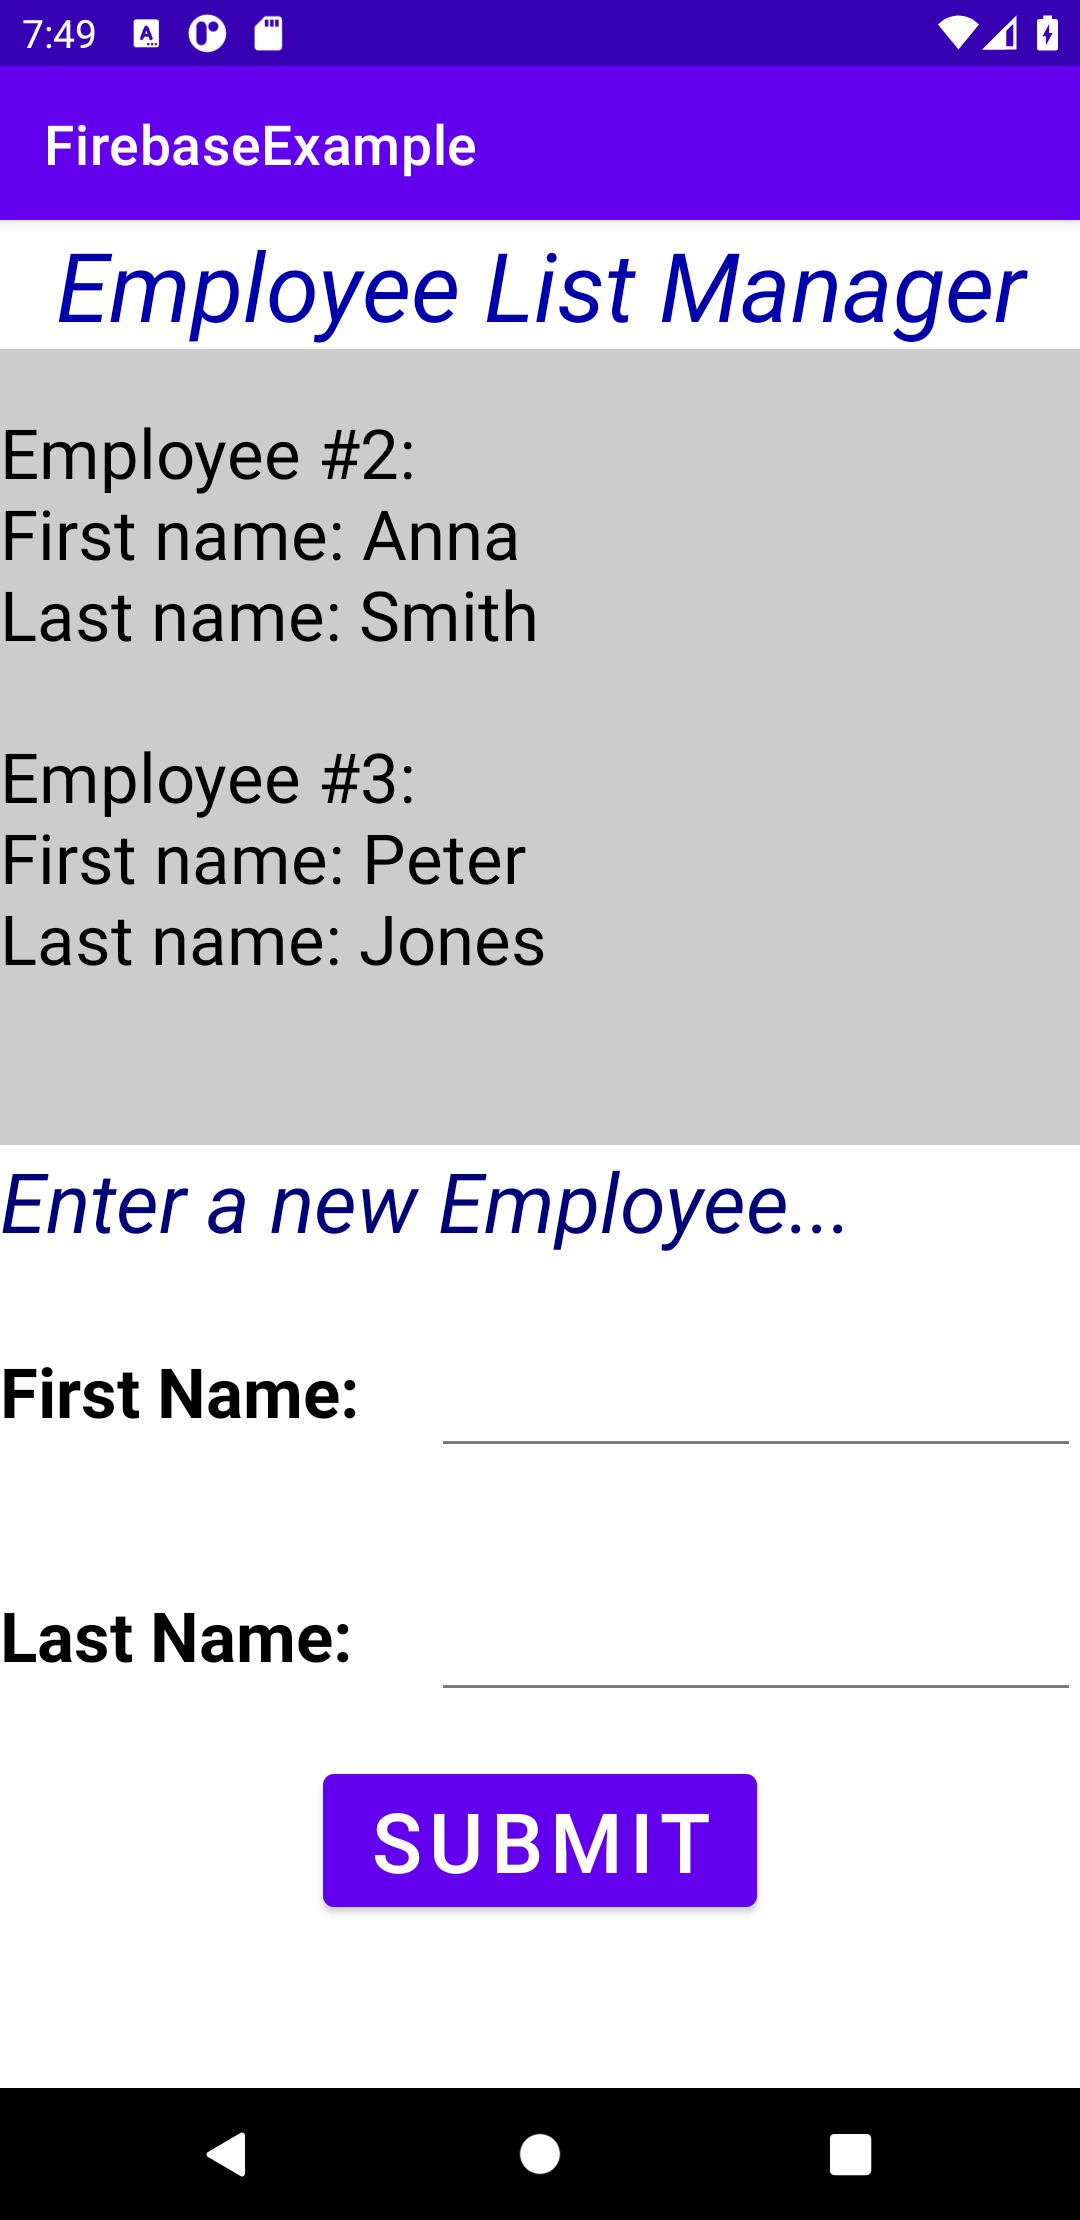 7:49
FirebaseExample
Employee List Manager
Employee #2:
First name: Anna
Last name: Smith
Employee #3:
First name: Peter
Last name: Jones
Enter a new Employee...
First Name:
Last Name:
SUBMIT